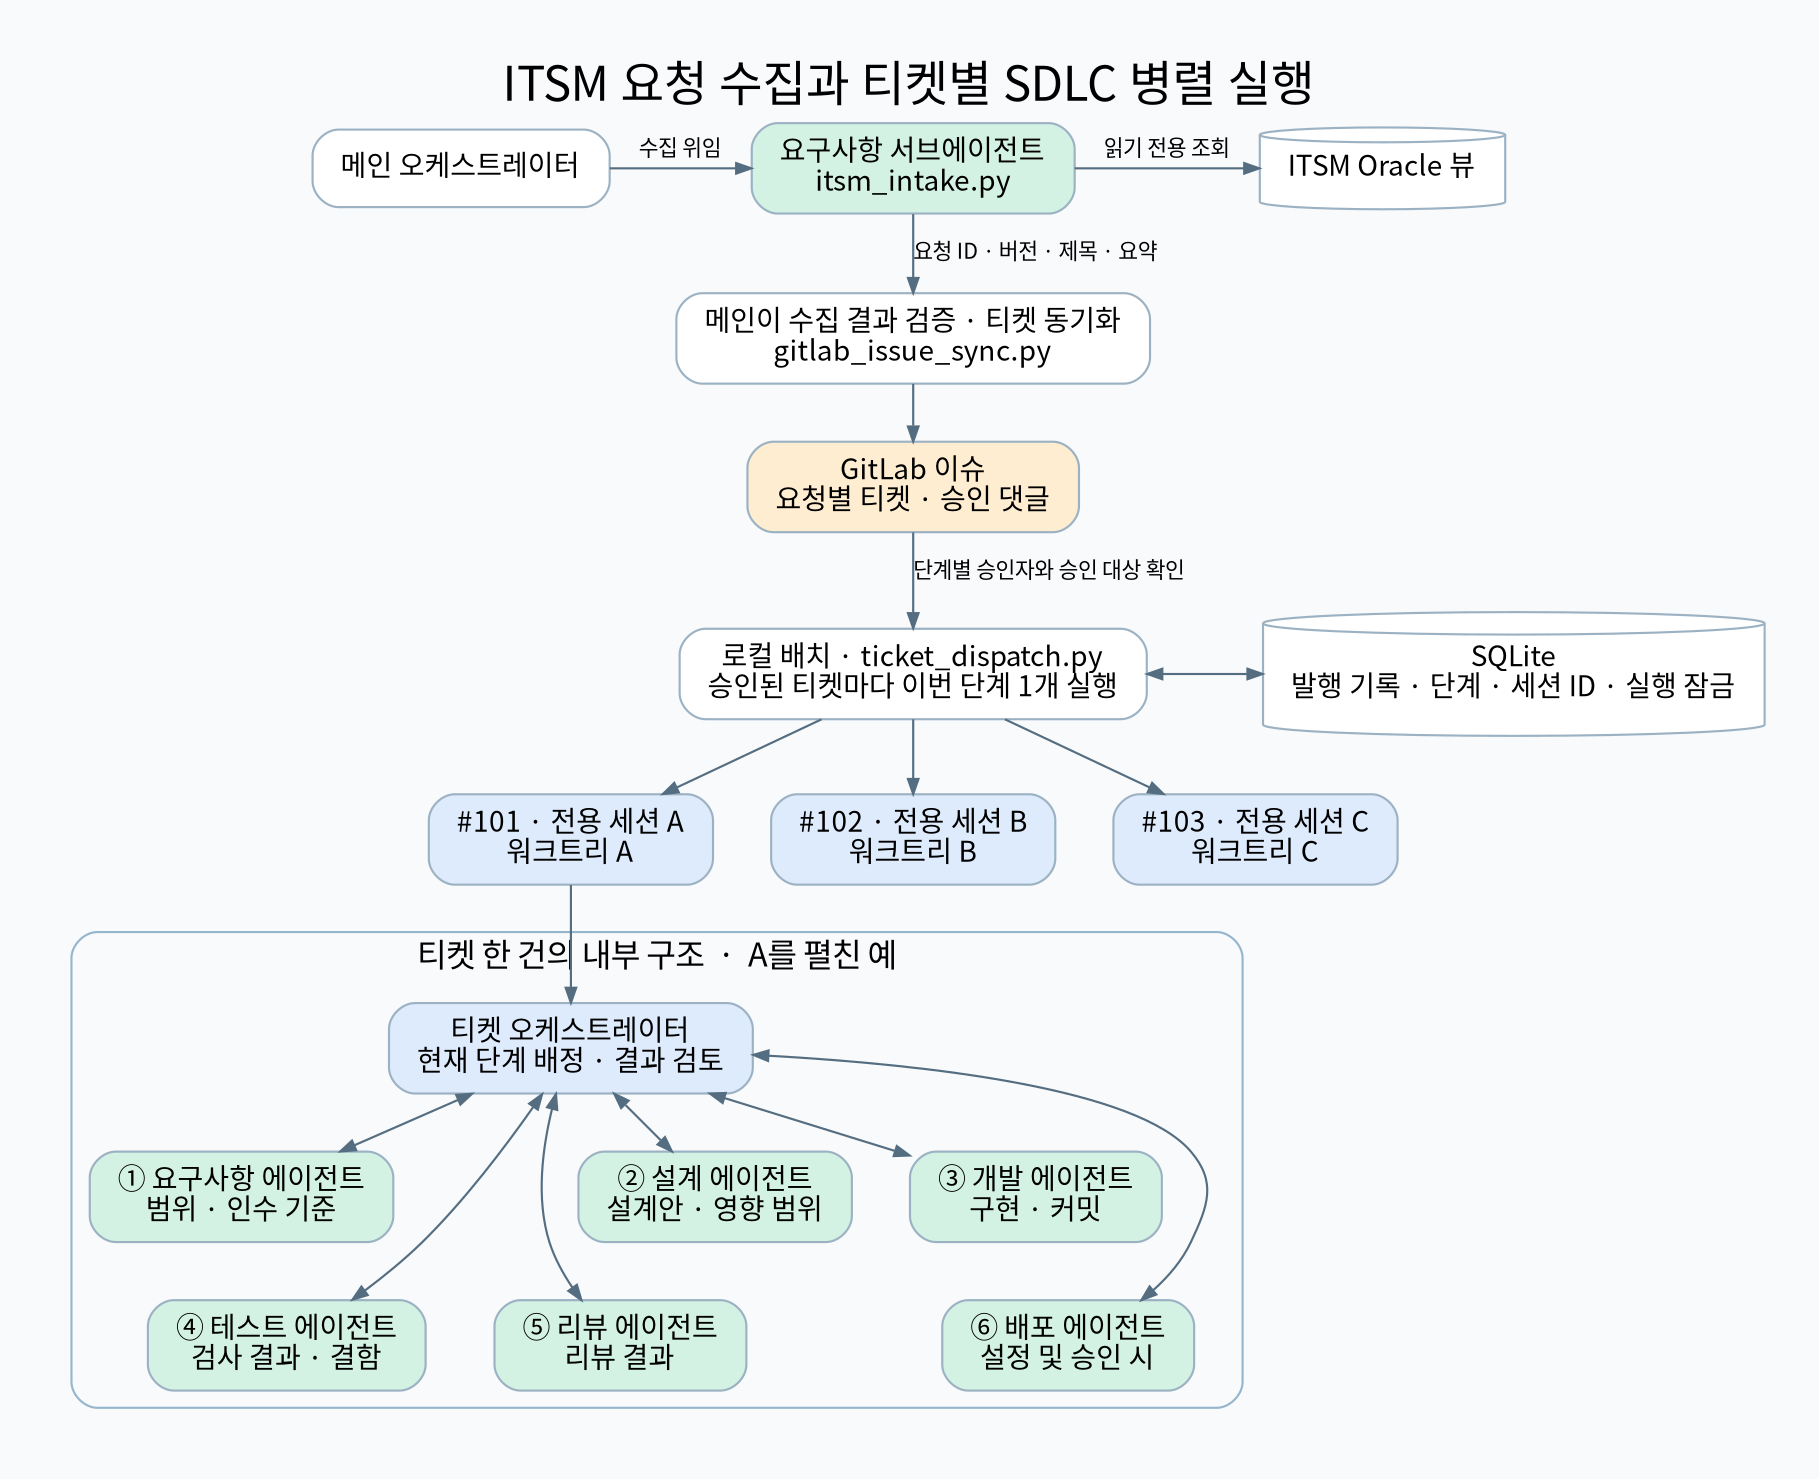 ITSM 요청 수집과 티켓별 SDLC 병렬 실행
메인 오케스트레이터
수집 위임
요구사항 서브에이전트
itsm_intake.py
읽기 전용 조회
ITSM Oracle 뷰
요청 ID · 버전 · 제목 · 요약
메인이 수집 결과 검증 · 티켓 동기화
gitlab_issue_sync.py
GitLab 이슈
요청별 티켓 · 승인 댓글
단계별 승인자와 승인 대상 확인
로컬 배치 · ticket_dispatch.py
승인된 티켓마다 이번 단계 1개 실행
SQLite
발행 기록 · 단계 · 세션 ID · 실행 잠금
#101 · 전용 세션 A
워크트리 A
#102 · 전용 세션 B
워크트리 B
#103 · 전용 세션 C
워크트리 C
티켓 한 건의 내부 구조 · A를 펼친 예
티켓 오케스트레이터
현재 단계 배정 · 결과 검토
① 요구사항 에이전트
범위 · 인수 기준
② 설계 에이전트
설계안 · 영향 범위
③ 개발 에이전트
구현 · 커밋
④ 테스트 에이전트
검사 결과 · 결함
⑤ 리뷰 에이전트
리뷰 결과
⑥ 배포 에이전트
설정 및 승인 시